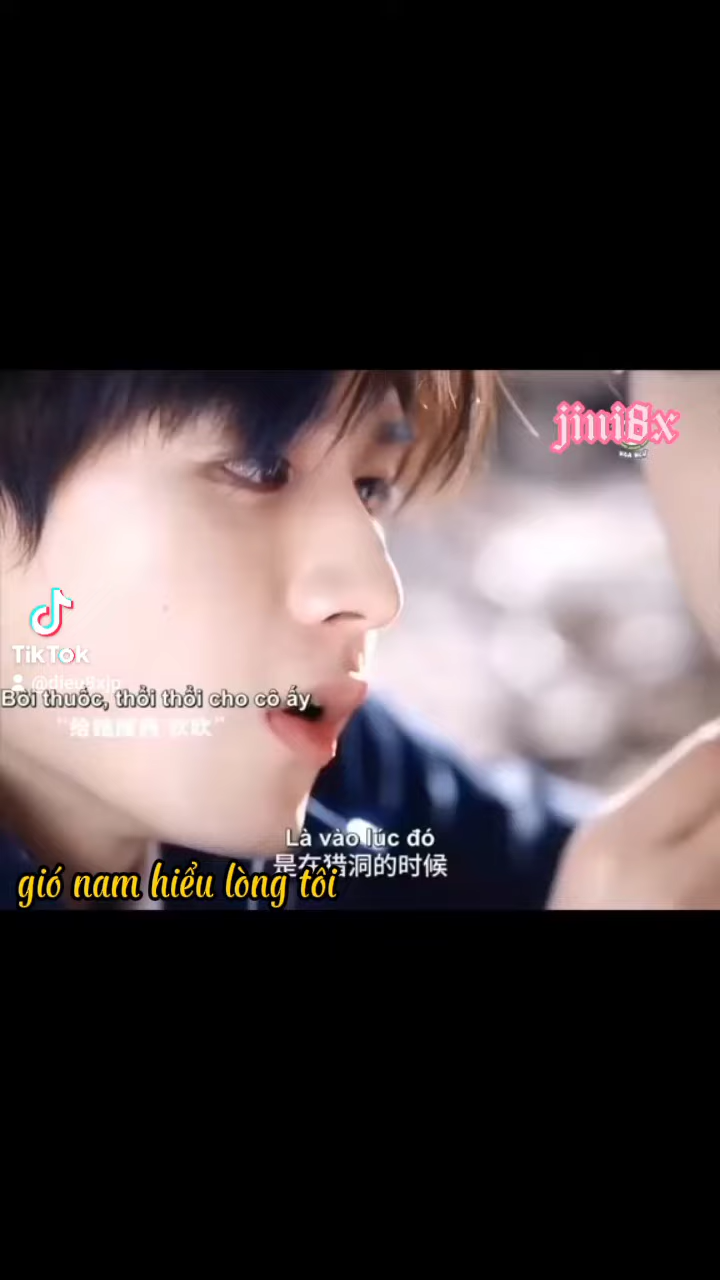 jimi8x
TikTok
Bôi thuốc, thổi thổi cho cô ấy
Là vào lúc đó
是在猎洞的时候
gió nam hiểu lòng tôi